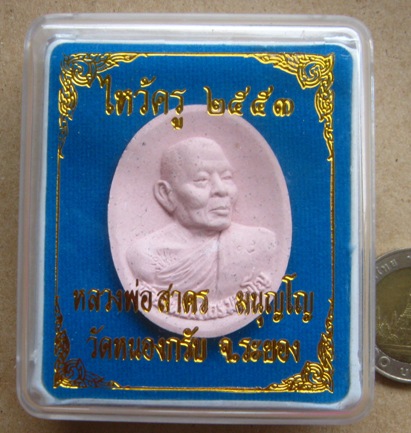 ไหว้ครู ๒๕๕๓
หลวงพ่อสาคร มนุญโญ
วัดหนองกรับ จ.ระยอง